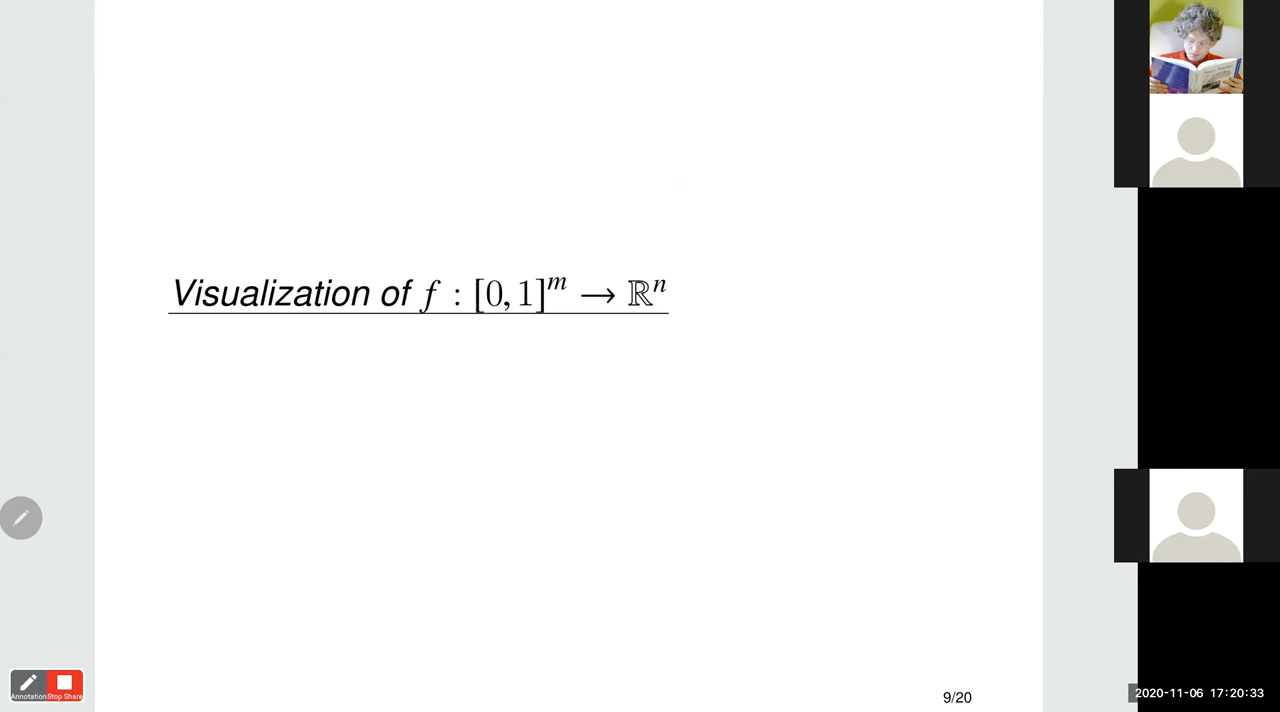 Visualization of f : [0, 1]^m → ℝ^n
Annotation Stop Share
9/20
2020-11-06 17:20:33